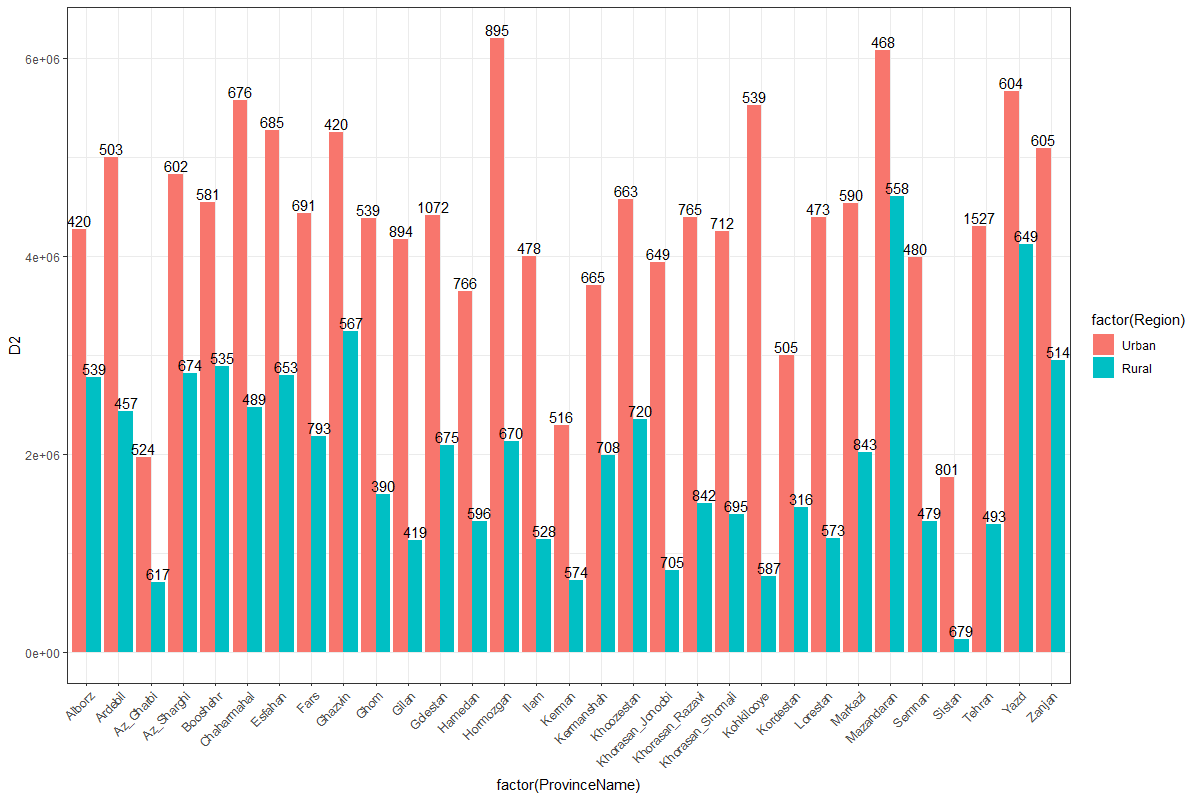 D2
6e+06
4e+06
2e+06
0e+00
420
539
503
457
524
617
602
674
581
535
676
489
685
653
691
793
420
567
539
390
894
419
1072
675
766
596
895
670
478
528
516
574
665
708
663
720
649
705
765
842
712
695
539
587
505
316
473
573
590
843
468
558
480
479
801
679
1527
493
604
649
605
514
Alborz
Ardebil
Az_Gharbi
Az_Sharghi
Booshehr
Chaharmahal
Esfahan
Fars
Ghazvin
Ghom
Gilan
Golestan
Hamedan
Hormozgan
Ilam
Kerman
Kermanshah
Khoozestan
Khorasan_Jonoobi
Khorasan_Razavi
Khorasan_Shomali
Kohkilooye
Kordestan
Lorestan
Markazi
Mazandaran
Semnan
Sistan
Tehran
Yazd
Zanjan
factor(ProvinceName)
factor(Region)
Urban
Rural